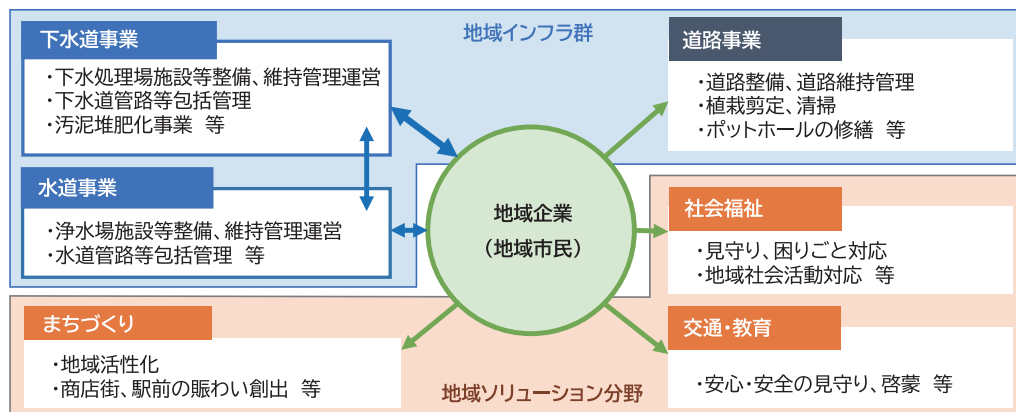 地域インフラ群
下水道事業
・下水処理場施設等整備、維持管理運営
・下水道管路等包括管理
・汚泥堆肥化事業 等
道路事業
・道路整備、道路維持管理
・植栽剪定、清掃
・ポットホールの修繕 等
水道事業
・浄水場施設等整備、維持管理運営
・水道管路等包括管理 等
地域企業
（地域市民）
社会福祉
・見守り、困りごと対応
・地域社会活動対応 等
まちづくり
・地域活性化
・商店街、駅前の賑わい創出 等
交通・教育
・安心・安全の見守り、啓蒙 等
地域ソリューション分野